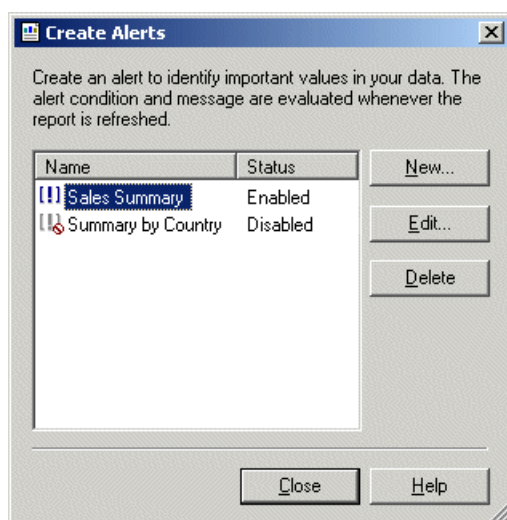 Create Alerts
Create an alert to identify important values in your data. The
alert condition and message are evaluated whenever the
report is refreshed.
Name Status
Sales Summary Enabled
Summary by Country Disabled
New...
Edit...
Delete
Close Help